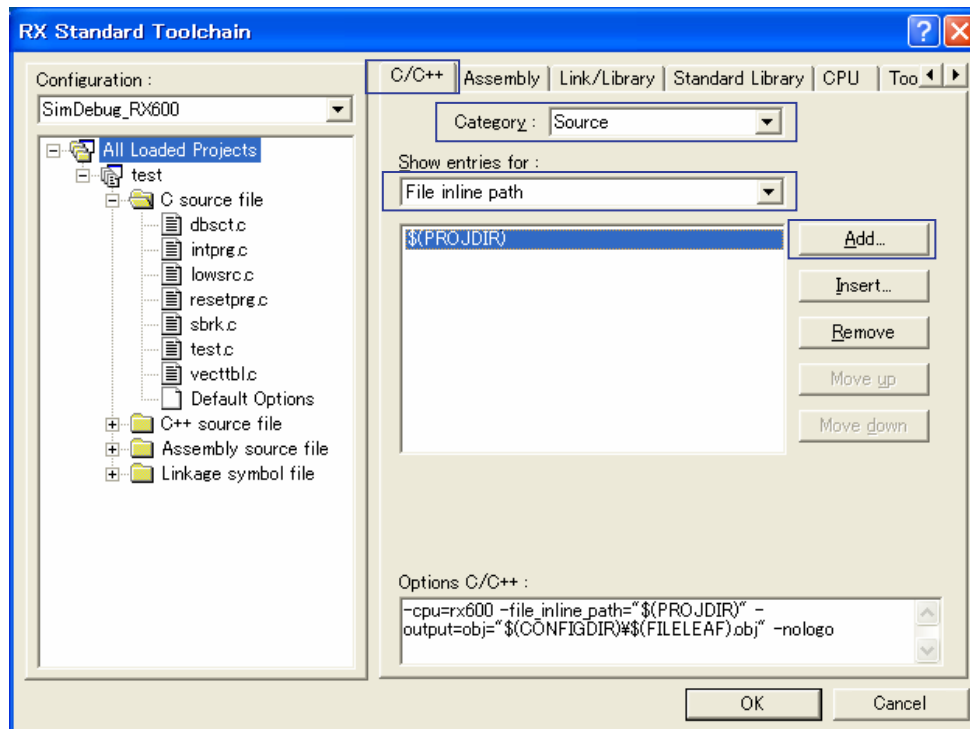 RX Standard Toolchain
Configuration :
SimDebug_RX600
All Loaded Projects
test
C source file
dbsct.c
intprg.c
lowsrc.c
resetprg.c
sbrk.c
test.c
vecttbl.c
Default Options
C++ source file
Assembly source file
Linkage symbol file
C/C++
Assembly
Link/Library
Standard Library
CPU
Too
Category :
Source
Show entries for :
File inline path
$(PROJDIR)
Add...
Insert...
Remove
Move up
Move down
Options C/C++ :
-cpu=rx600 -file_inline_path="$(PROJDIR)" -
output=obj="$(CONFIGDIR)¥$(FILELEAF).obj" -nologo
OK
Cancel